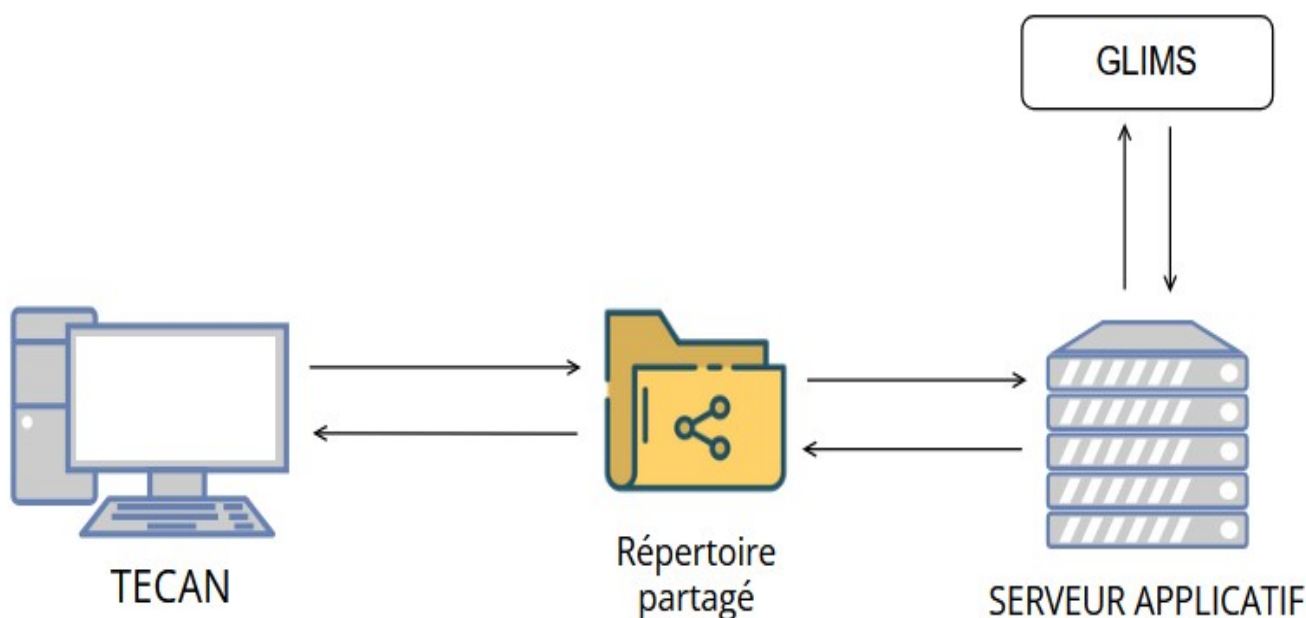 GLIMS
TECAN
Répertoire
partagé
SERVEUR APPLICATIF